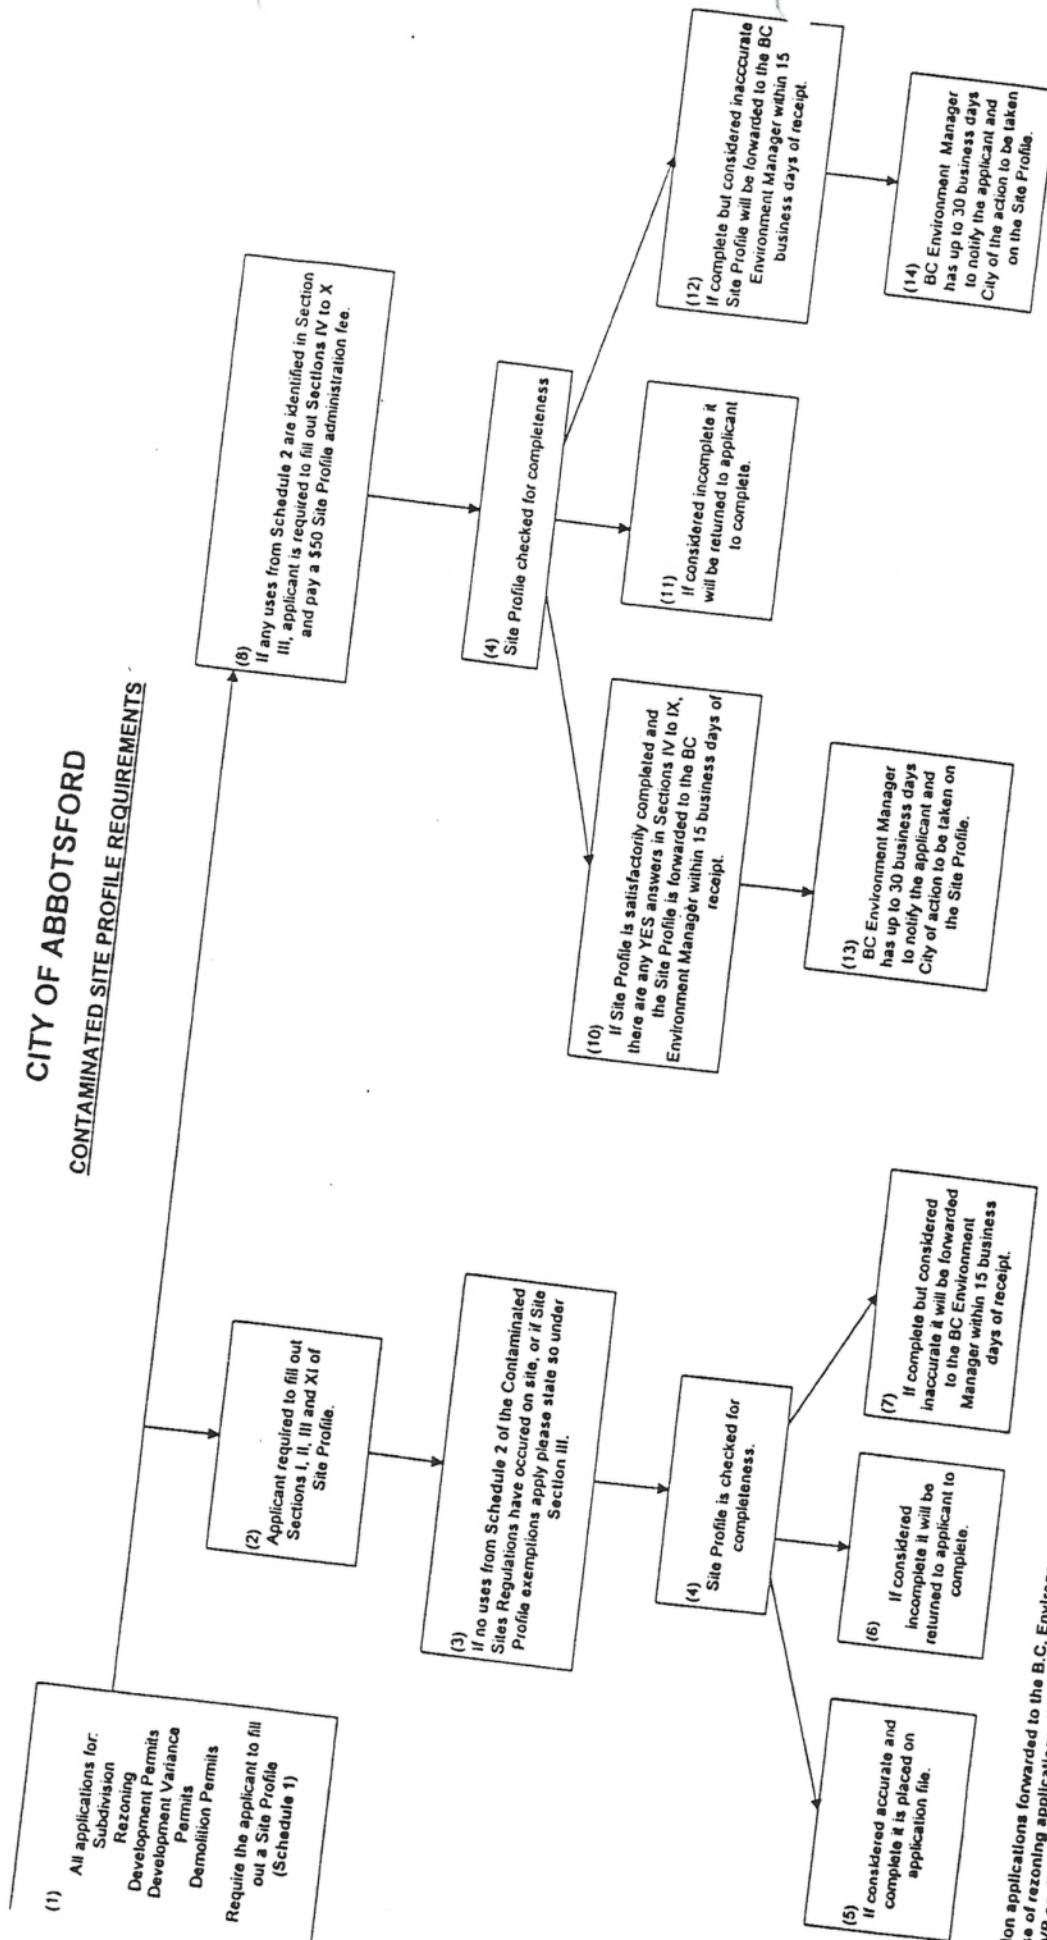 CITY OF ABBOTSFORD
CONTAMINATED SITE PROFILE REQUIREMENTS
(1)
All applications for:
Subdivision
Rezoning
Development Permits
Development Variance
Permits
Demolition Permits
Require the applicant to fill
out a Site Profile
(Schedule 1)
(2)
Applicant required to fill out
Sections I, II, III and XI of
Site Profile.
(3)
If no uses from Schedule 2 of the Contaminated
Sites Regulations have occured on site, or if Site
Profile exemptions apply please state so under
Section III.
(4)
Site Profile is checked for
completeness.
(5)
If considered accurate and
complete it is placed on
application file.
(6)
If considered
incomplete it will be
returned to applicant to
complete.
(7)
If complete but considered
inaccurate it will be forwarded
to the BC Environment
Manager within 15 business
days of receipt.
(8)
If any uses from Schedule 2 are identified in Section
III, applicant is required to fill out Sections IV to X
and pay a $50 Site Profile administration fee.
(4)
Site Profile checked for completeness
(10)
If Site Profile is satisfactorily completed and
there are any YES answers in Sections IV to IX,
the Site Profile is forwarded to the BC
Environment Manager within 15 business days of
receipt.
(11)
If considered incomplete it
will be returned to applicant
to complete.
(12)
If complete but considered inacccurate
Site Profile will be forwarded to the BC
Environment Manager within 15
business days of receipt.
(13)
BC Environment Manager
has up to 30 business days
to notify the applicant and
City of action to be taken on
the Site Profile.
(14)
BC Environment Manager
has up to 30 business days
to notify the applicant and
City of the action to be taken
on the Site Profile.
applications forwarded to the B.C.
of rezoning